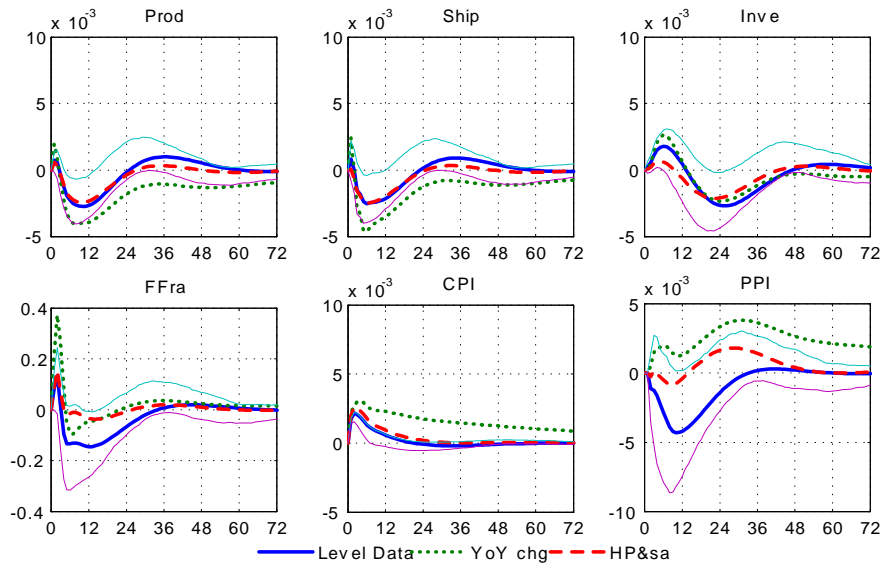 x 10⁻³ Prod x 10⁻³ Ship x 10⁻³ Inve
10 10 10
5 5 5
0 0 0
-5 -5 -5
0 12 24 36 48 60 72 0 12 24 36 48 60 72 0 12 24 36 48 60 72
FFra x 10⁻³ CPI x 10⁻³ PPI
0.4 10 5
0.2 5 0
0 0 -5
-0.2 -5 -10
-0.4
0 12 24 36 48 60 72 0 12 24 36 48 60 72 0 12 24 36 48 60 72
Level Data YoY chg HP&sa